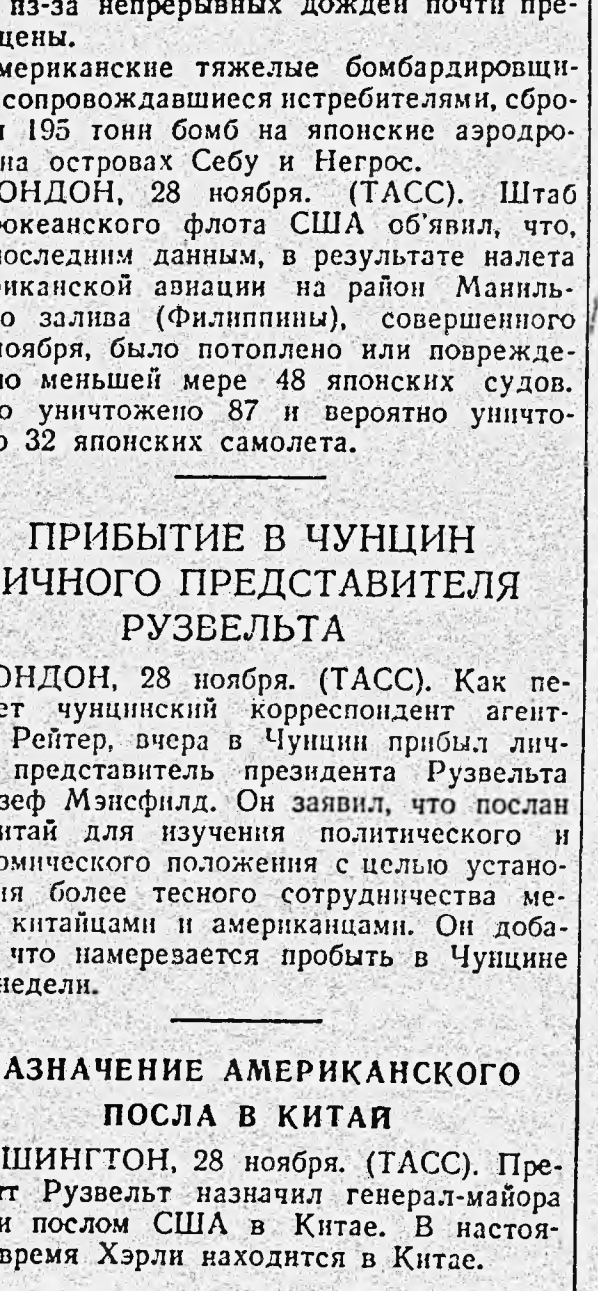 из-за непрерывных дождей почти пре-
цены.
мериканские тяжелые бомбардировщи-
сопровождавшиеся истребителями, сбро-
и 195 тонн бомб на японские аэродро-
на островах Себу и Негрос.
ОНДОН, 28 ноября. (ТАСС). Штаб
океанского флота США об'явил, что,
последним данным, в результате налета
риканской авиации на район Маниль-
о залива (Филиппины), совершенного
ноября, было потоплено или поврежде-
по меньшей мере 48 японских судов.
о уничтожено 87 и вероятно уничто-
о 32 японских самолета.
ПРИБЫТИЕ В ЧУНЦИН
ИЧНОГО ПРЕДСТАВИТЕЛЯ
РУЗВЕЛЬТА
ОНДОН, 28 ноября. (ТАСС). Как пе-
ет чунцинский корреспондент агент-
Рейтер, вчера в Чунцин прибыл лич-
представитель президента Рузвельта
зеф Мэнсфилд. Он заявил, что послан
итай для изучения политического и
омического положения с целью устано-
ия более тесного сотрудничества ме-
китайцами и американцами. Он доба-
что намеревается пробыть в Чунцине
недели.
АЗНАЧЕНИЕ АМЕРИКАНСКОГО
ПОСЛА В КИТАЙ
ШИНГТОН, 28 ноября. (ТАСС). Пре-
нт Рузвельт назначил генерал-майора
и послом США в Китае. В настоя-
время Хэрли находится в Китае.